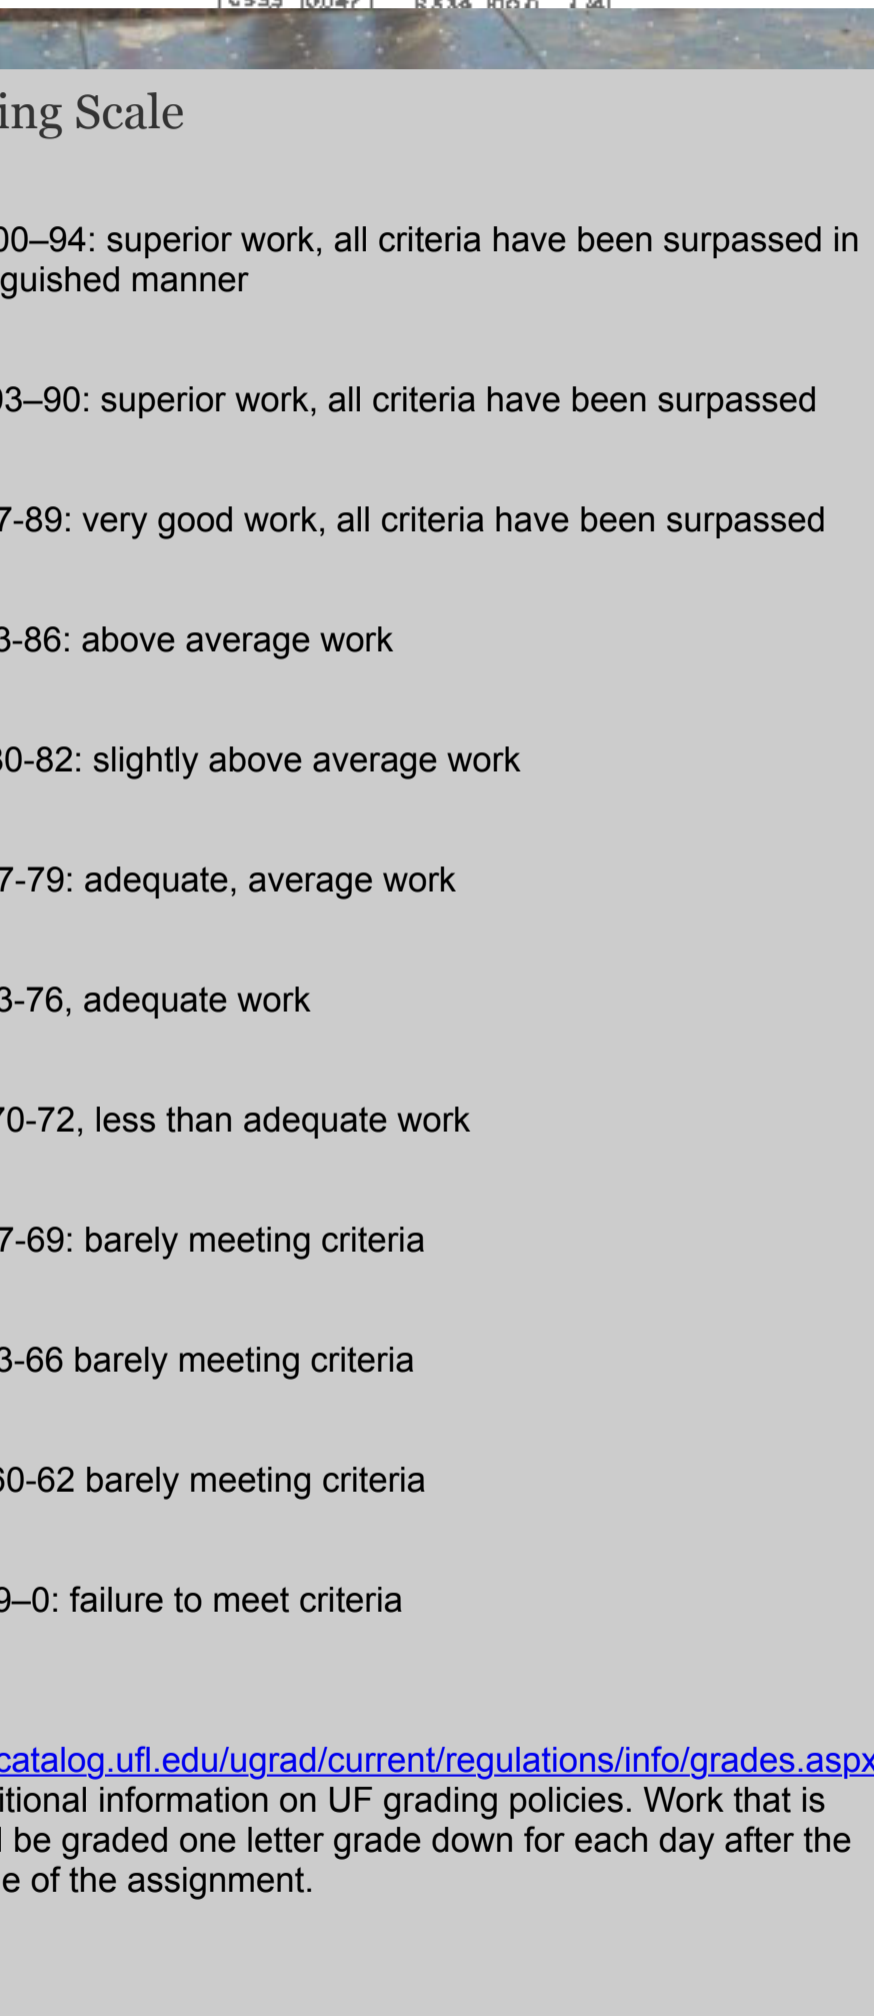 ing Scale
00–94: superior work, all criteria have been surpassed in
guished manner
93–90: superior work, all criteria have been surpassed
7-89: very good work, all criteria have been surpassed
3-86: above average work
80-82: slightly above average work
7-79: adequate, average work
3-76, adequate work
70-72, less than adequate work
7-69: barely meeting criteria
3-66 barely meeting criteria
60-62 barely meeting criteria
9–0: failure to meet criteria
catalog.ufl.edu/ugrad/current/regulations/info/grades.aspx
itional information on UF grading policies. Work that is
l be graded one letter grade down for each day after the
e of the assignment.